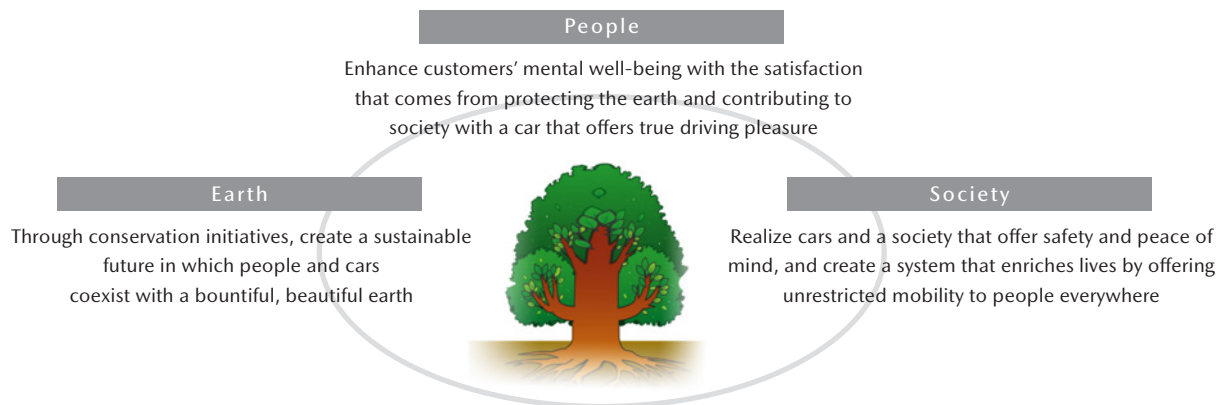 People
Enhance customers’ mental well-being with the satisfaction
that comes from protecting the earth and contributing to
society with a car that offers true driving pleasure
Earth
Through conservation initiatives, create a sustainable
future in which people and cars
coexist with a bountiful, beautiful earth
Society
Realize cars and a society that offer safety and peace of
mind, and create a system that enriches lives by offering
unrestricted mobility to people everywhere